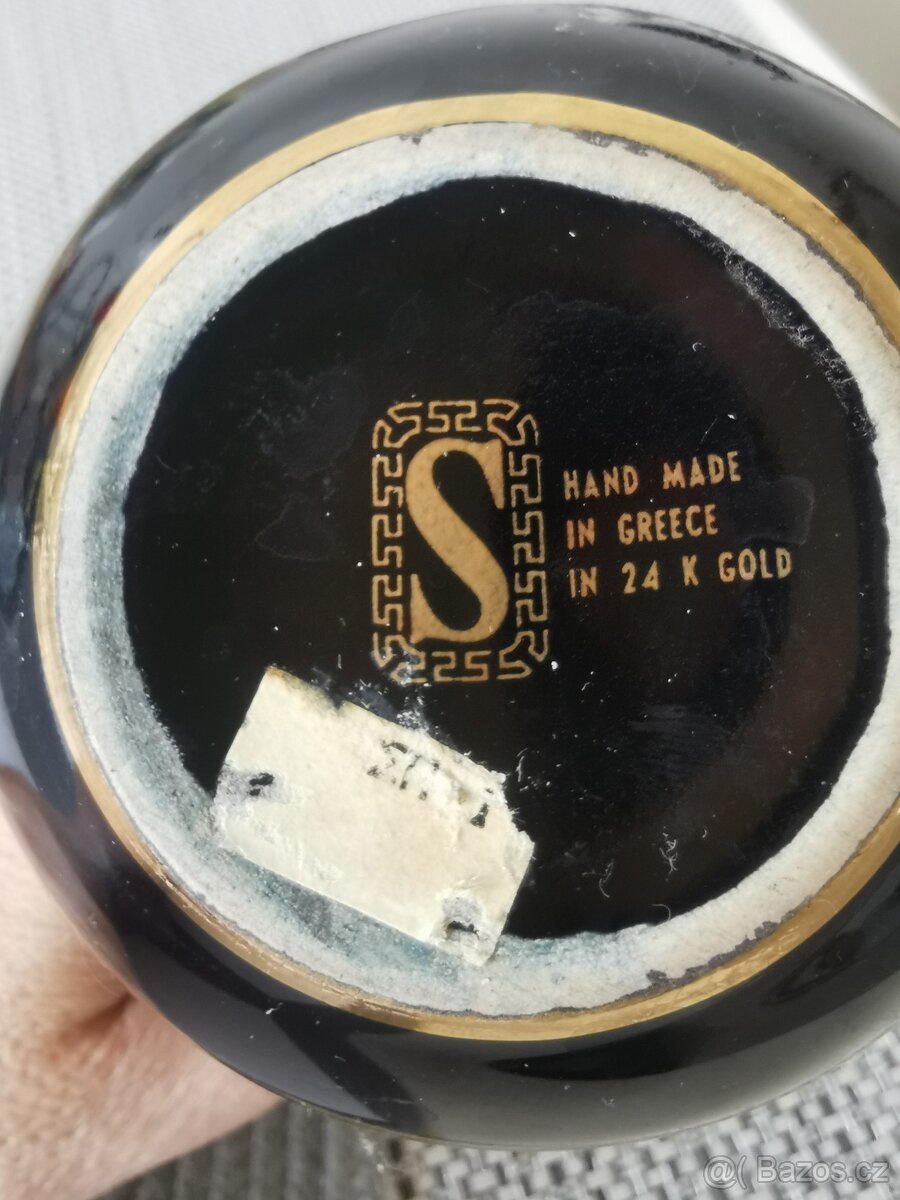 S
HAND MADE
IN GREECE
IN 24 K GOLD
@( Bazos.cz